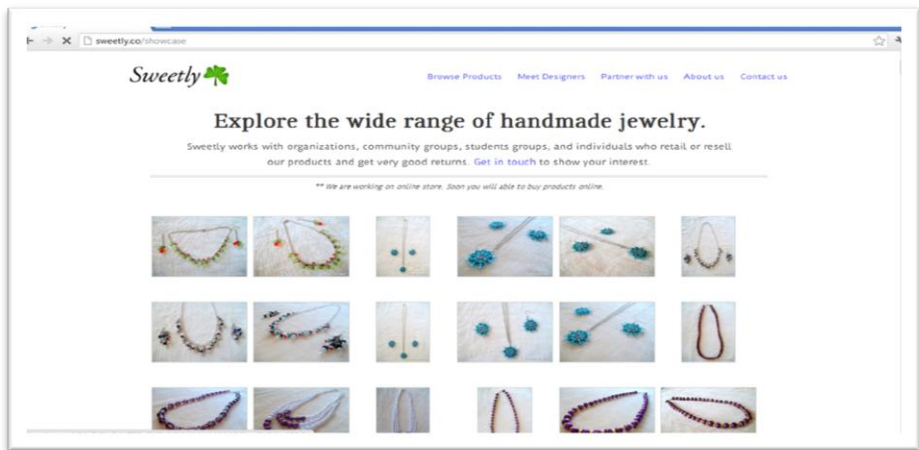 sweetly.co/showcase
Sweetly
Browse Products Meet Designers Partner with us About us Contact us
Explore the wide range of handmade jewelry.
Sweetly works with organizations, community groups, students groups, and individuals who retail or resell
our products and get very good returns. Get in touch to show your interest.
** We are working on online store. Soon you will able to buy products online.